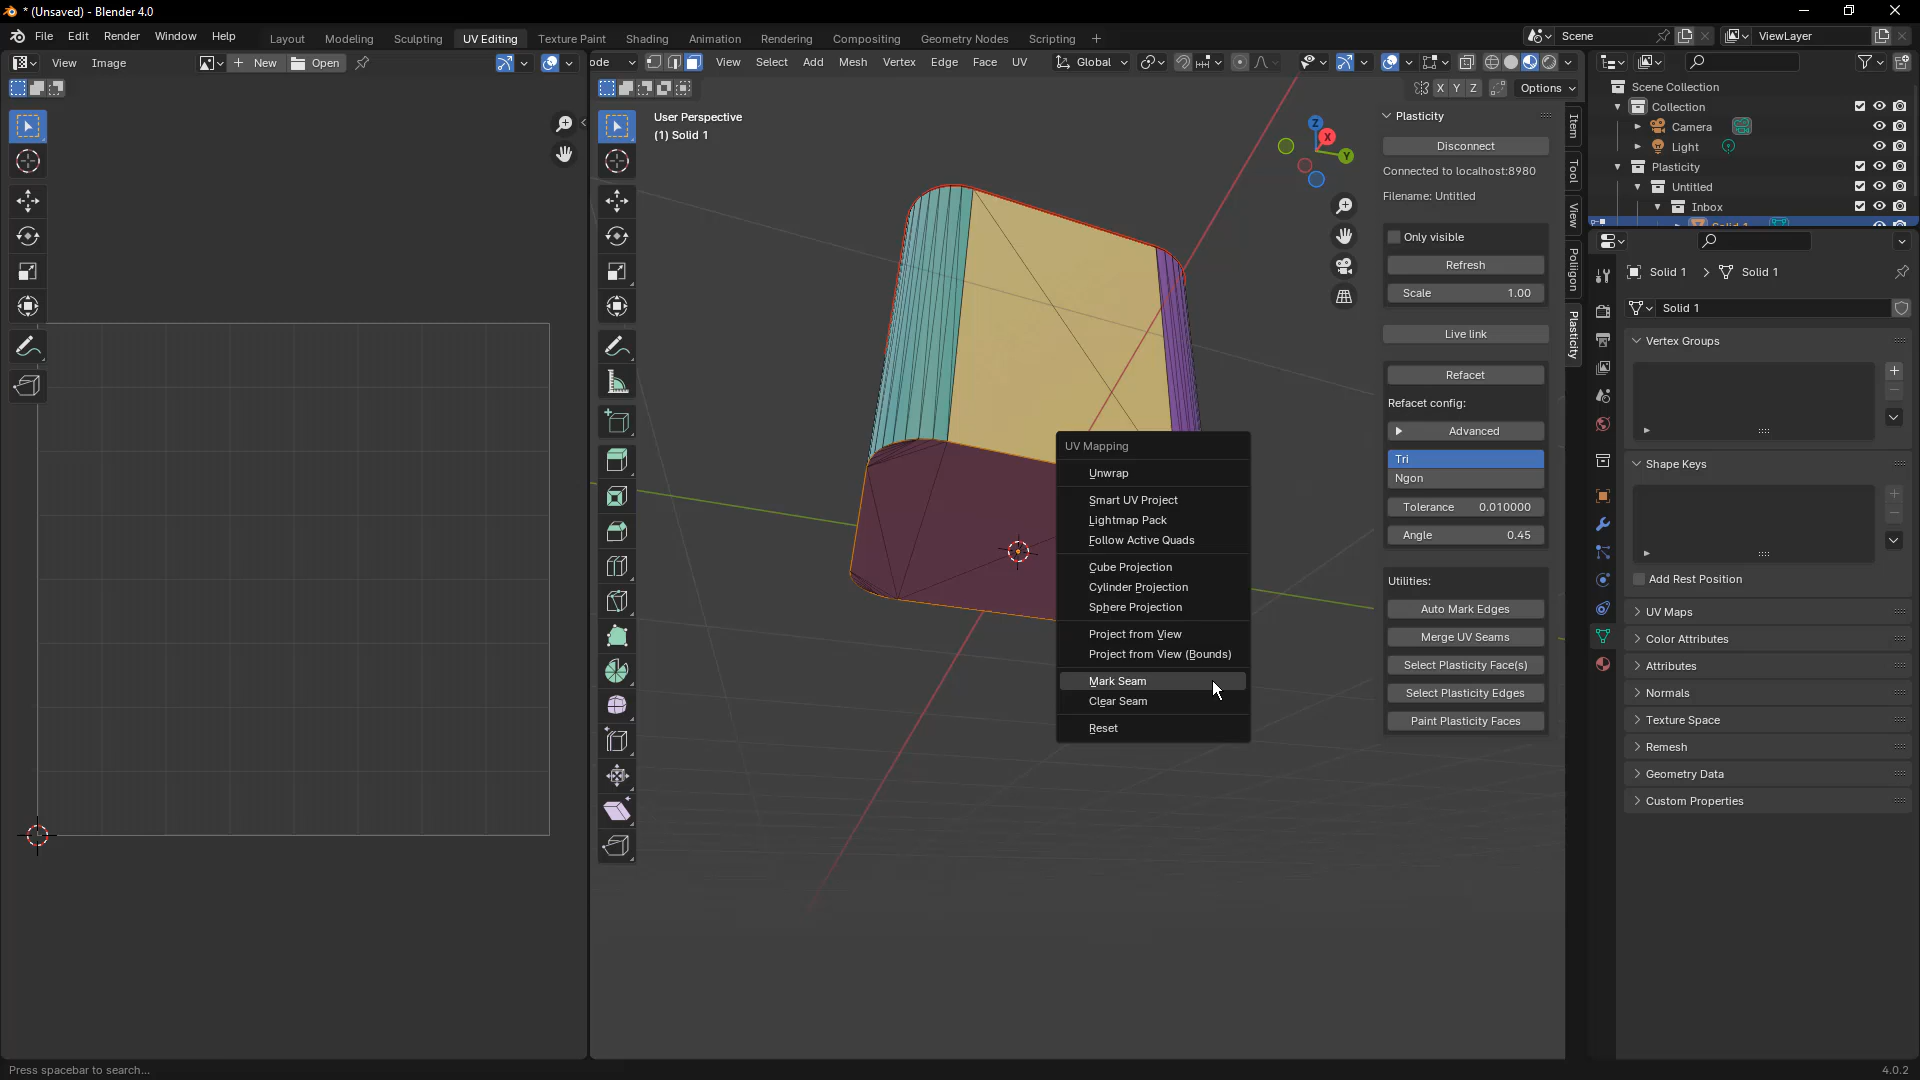 * (Unsaved) - Blender 4.0
File Edit Render Window Help
Layout Modeling Sculpting UV Editing Texture Paint Shading Animation Rendering Compositing Geometry Nodes Scripting
Scene
ViewLayer
View Image
New
Open
ode
View Select Add Mesh Vertex Edge Face UV
Global
X Y Z
Options
User Perspective
(1) Solid 1
Z
X
Y
Plasticity
Disconnect
Connected to localhost:8980
Filename: Untitled
Only visible
Refresh
Scale 1.00
Live link
Refacet
Refacet config:
Advanced
Tri
Ngon
Tolerance 0.010000
Angle 0.45
Utilities:
Auto Mark Edges
Merge UV Seams
Select Plasticity Face(s)
Select Plasticity Edges
Paint Plasticity Faces
Item
Tool
View
Poliigon
Plasticity
UV Mapping
Unwrap
Smart UV Project
Lightmap Pack
Follow Active Quads
Cube Projection
Cylinder Projection
Sphere Projection
Project from View
Project from View (Bounds)
Mark Seam
Clear Seam
Reset
Scene Collection
Collection
Camera
Light
Plasticity
Untitled
Inbox
Solid 1
Solid 1 Solid 1
Solid 1
Vertex Groups
Shape Keys
Add Rest Position
UV Maps
Color Attributes
Attributes
Normals
Texture Space
Remesh
Geometry Data
Custom Properties
Press spacebar to search...
4.0.2